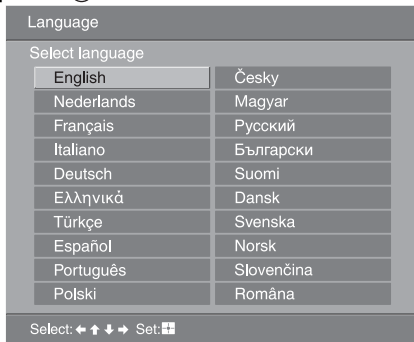 Language
Select language
English
Nederlands
Français
Italiano
Deutsch
Ελληνικά
Türkçe
Español
Português
Polski
Česky
Magyar
Русский
Български
Suomi
Dansk
Svenska
Norsk
Slovenčina
Româna
Select: ← ↑ ↓ → Set: